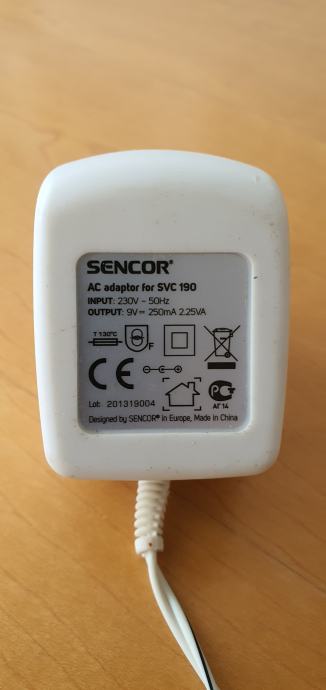 SENCOR®
AC adaptor for SVC 190
INPUT: 230V ~ 50Hz
OUTPUT: 9V⎓ 250mA 2.25VA
T 130°C
F
CE
PC
Lot: 201319004
АГ 14
Designed by SENCOR® in Europe, Made in China